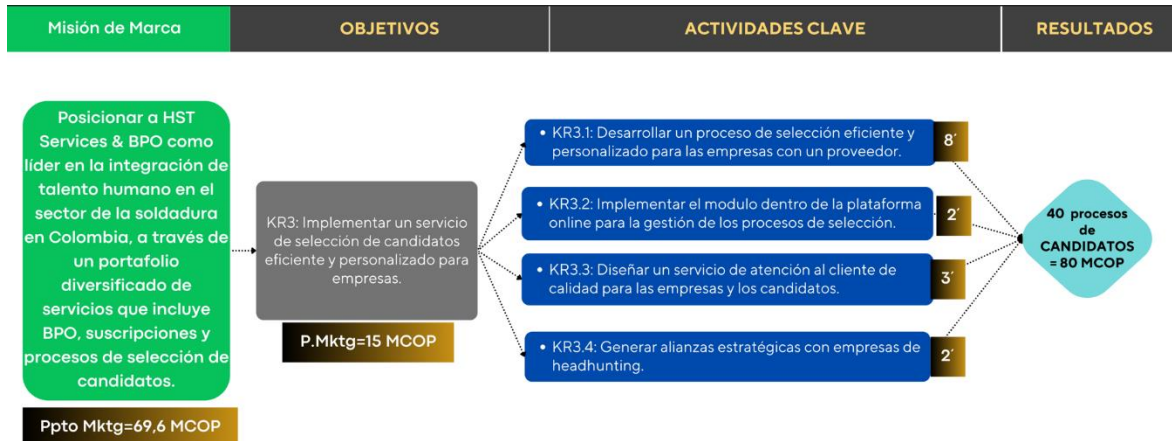 Misión de Marca
OBJETIVOS
ACTIVIDADES CLAVE
RESULTADOS
Posicionar a HST
Services & BPO como
líder en la integración de
talento humano en el
sector de la soldadura
en Colombia, a través de
un portafolio
diversificado de
servicios que incluye
BPO, suscripciones y
procesos de selección de
candidatos.
Ppto Mktg=69,6 MCOP
KR3: Implementar un servicio
de selección de candidatos
eficiente y personalizado para
empresas.
P.Mktg=15 MCOP
• KR3.1: Desarrollar un proceso de selección eficiente y
personalizado para las empresas con un proveedor.
8´
• KR3.2: Implementar el modulo dentro de la plataforma
online para la gestión de los procesos de selección.
2´
• KR3.3: Diseñar un servicio de atención al cliente de
calidad para las empresas y los candidatos.
3´
• KR3.4: Generar alianzas estratégicas con empresas de
headhunting.
2´
40 procesos
de
CANDIDATOS
= 80 MCOP